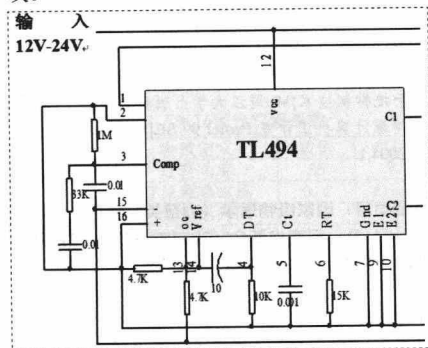 输 入
12V-24V
12
vcc
1
2
C1
1M
TL494
3
Comp
33K
0.01
15
16
+
C2
0.01
oc
Vref
DT
Ct
RT
Gnd
E1
E2
13
14
4
5
6
7
9
10
4.7K
10
4.7K
10K
0.001
15K